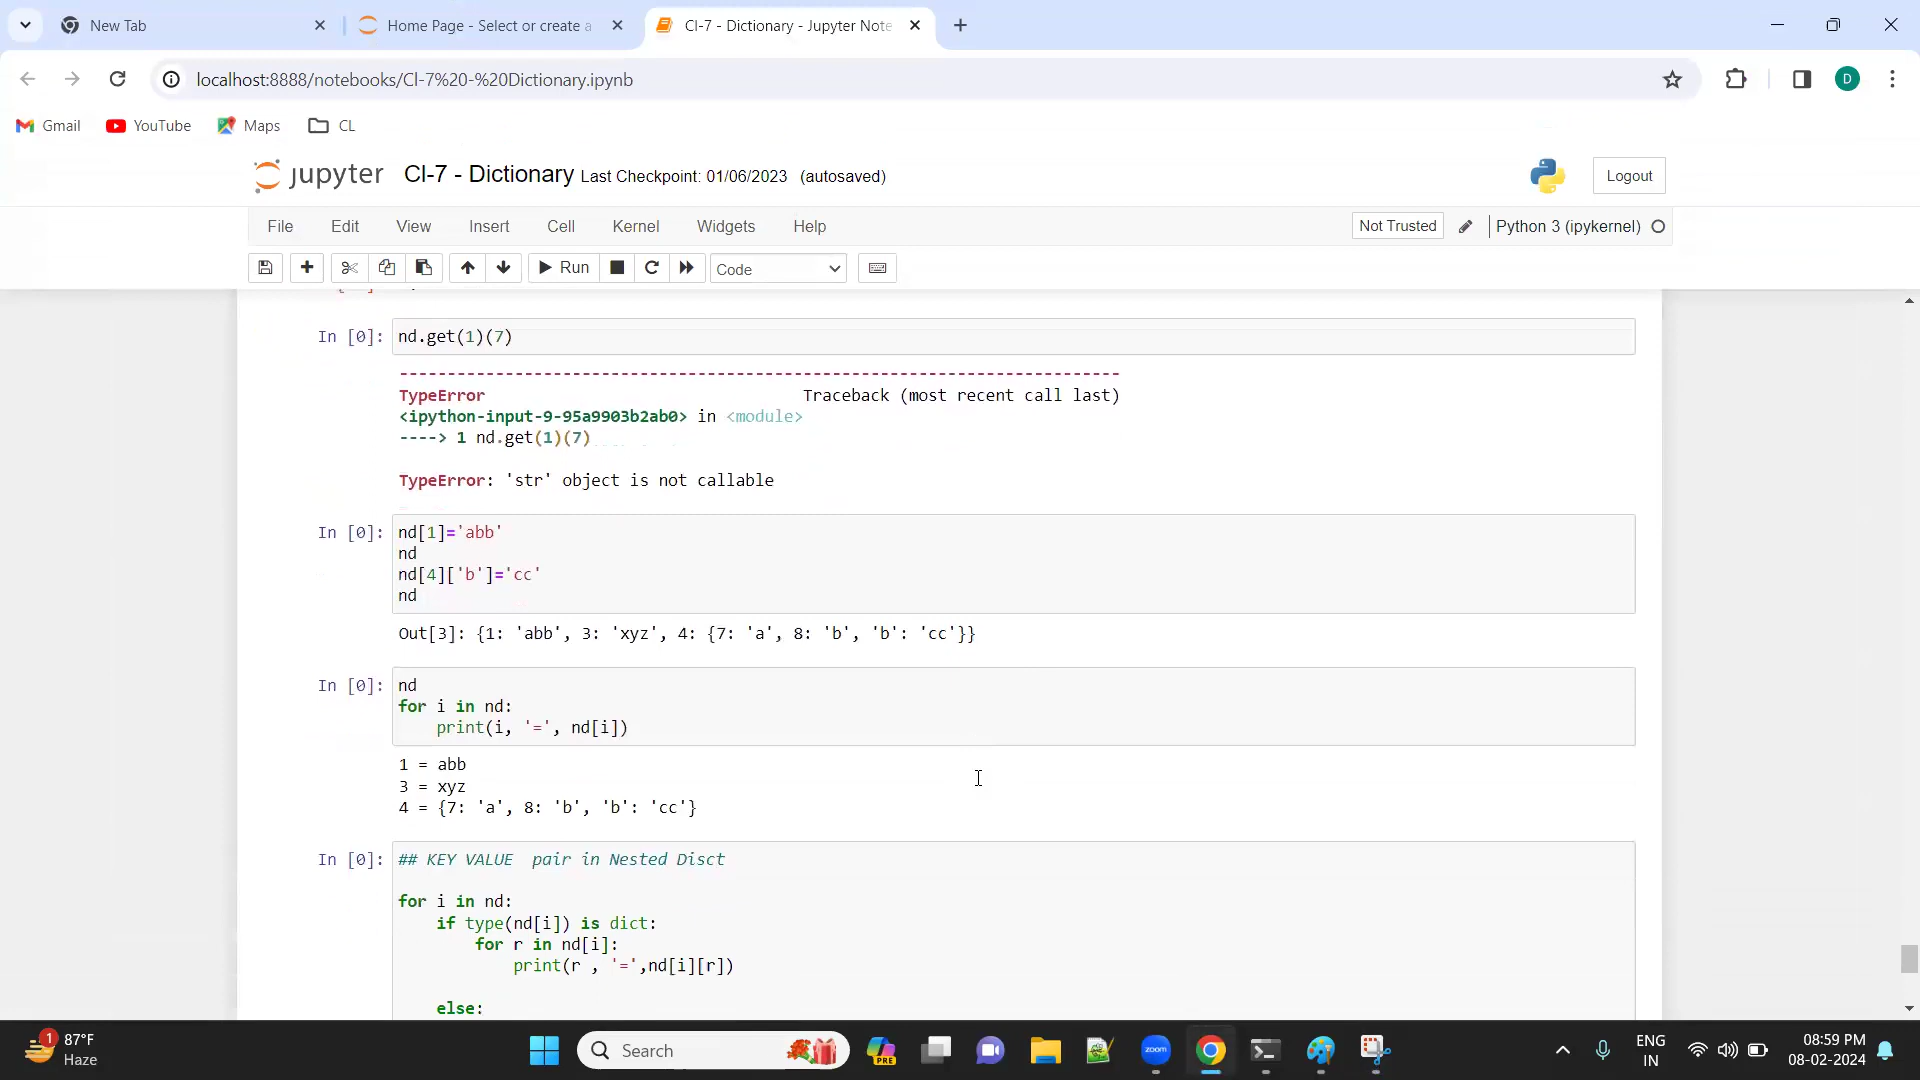 New Tab
Home Page - Select or create a
Cl-7 - Dictionary - Jupyter Note
localhost:8888/notebooks/Cl-7%20-%20Dictionary.ipynb
D
Gmail
YouTube
Maps
CL
jupyter
Cl-7 - Dictionary Last Checkpoint: 01/06/2023 (autosaved)
Logout
File
Edit
View
Insert
Cell
Kernel
Widgets
Help
Not Trusted
Python 3 (ipykernel)
Run
Code
In [0]: nd.get(1)(7)
---------------------------------------------------------------------------
TypeError Traceback (most recent call last)
<ipython-input-9-95a9903b2ab0> in <module>
----> 1 nd.get(1)(7)
TypeError: 'str' object is not callable
In [0]: nd[1]='abb'
nd
nd[4]['b']='cc'
nd
Out[3]: {1: 'abb', 3: 'xyz', 4: {7: 'a', 8: 'b', 'b': 'cc'}}
In [0]: nd
for i in nd:
    print(i, '=', nd[i])
1 = abb
3 = xyz
4 = {7: 'a', 8: 'b', 'b': 'cc'}
In [0]: ## KEY VALUE  pair in Nested Disct
for i in nd:
    if type(nd[i]) is dict:
        for r in nd[i]:
            print(r , '=',nd[i][r])
    else:
1
87°F
Haze
Search
PRE
zoom
ENG
IN
08:59 PM
08-02-2024